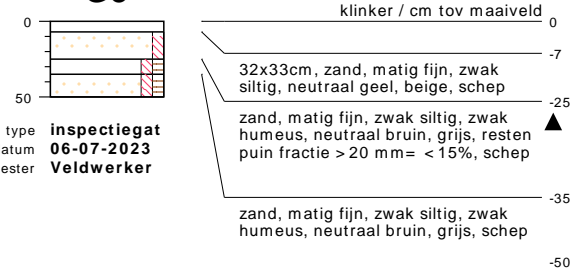 klinker / cm tov maaiveld
0
0
-7
32x33cm, zand, matig fijn, zwak
siltig, neutraal geel, beige, schep
-25
50
zand, matig fijn, zwak siltig, zwak
humeus, neutraal bruin, grijs, resten
puin fractie >20 mm= <15%, schep
type inspectiegat
atum 06-07-2023
ester Veldwerker
-35
zand, matig fijn, zwak siltig, zwak
humeus, neutraal bruin, grijs, schep
-50